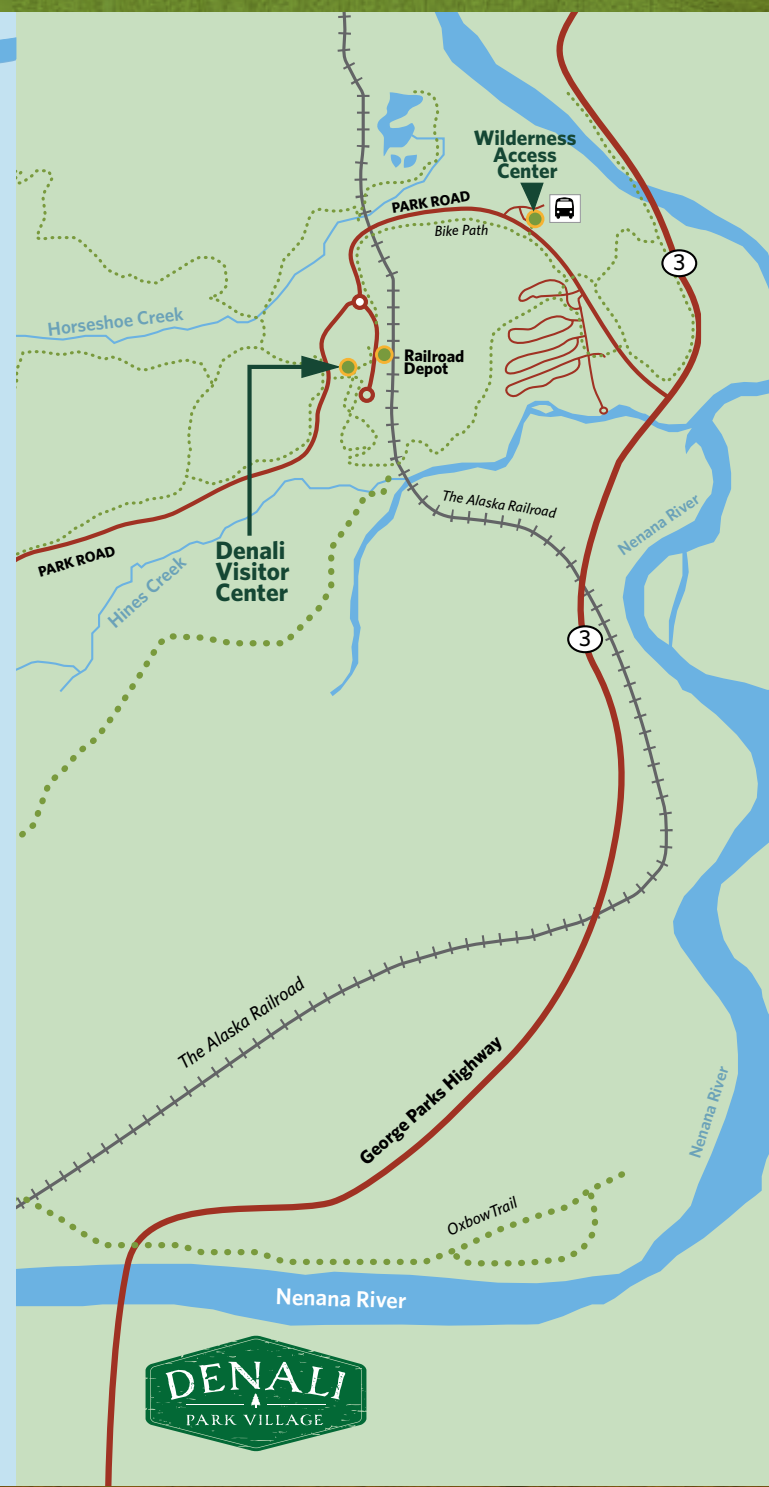 Wilderness
Access
Center
PARK ROAD
Bike Path
3
Horseshoe Creek
Railroad
Depot
The Alaska Railroad
Nenana River
PARK ROAD
Denali
Visitor
Center
Hines Creek
3
The Alaska Railroad
George Parks Highway
Nenana River
Oxbow Trail
Nenana River
DENALI
PARK VILLAGE